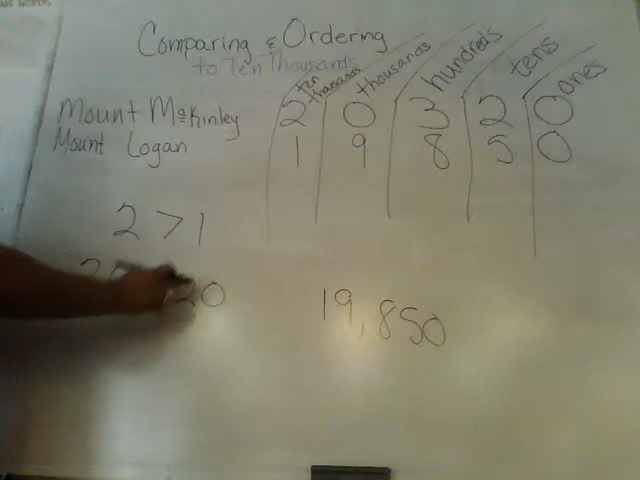 Comparing & Ordering
to Ten Thousands
ten thousands thousands hundreds tens ones
Mount McKinley 2 0 3 2 0
Mount Logan 1 9 8 5 0
2 > 1
20 19,850